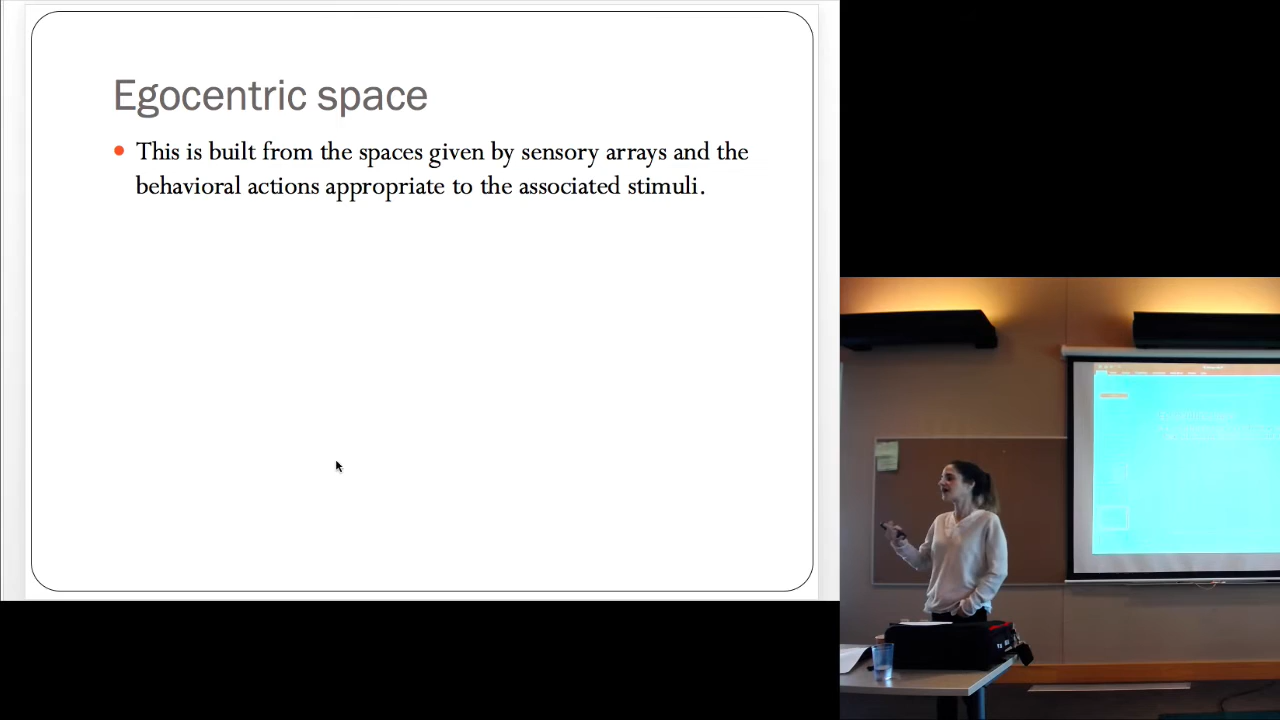 Egocentric space
This is built from the spaces given by sensory arrays and the
behavioral actions appropriate to the associated stimuli.